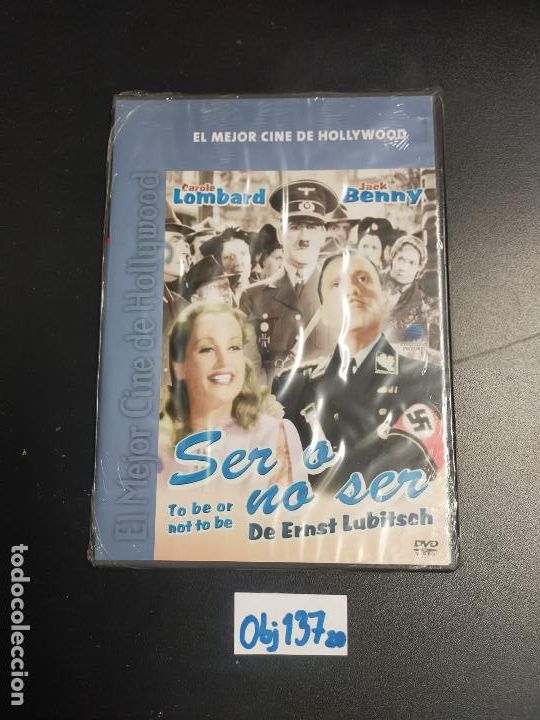 EL MEJOR CINE DE HOLLYWOOD
Carole Lombard
Jack Benny
El Mejor Cine de Hollywood
Ser o no ser
To be or not to be
De Ernst Lubitsch
DVD
Obj 137 20
todocoleccion